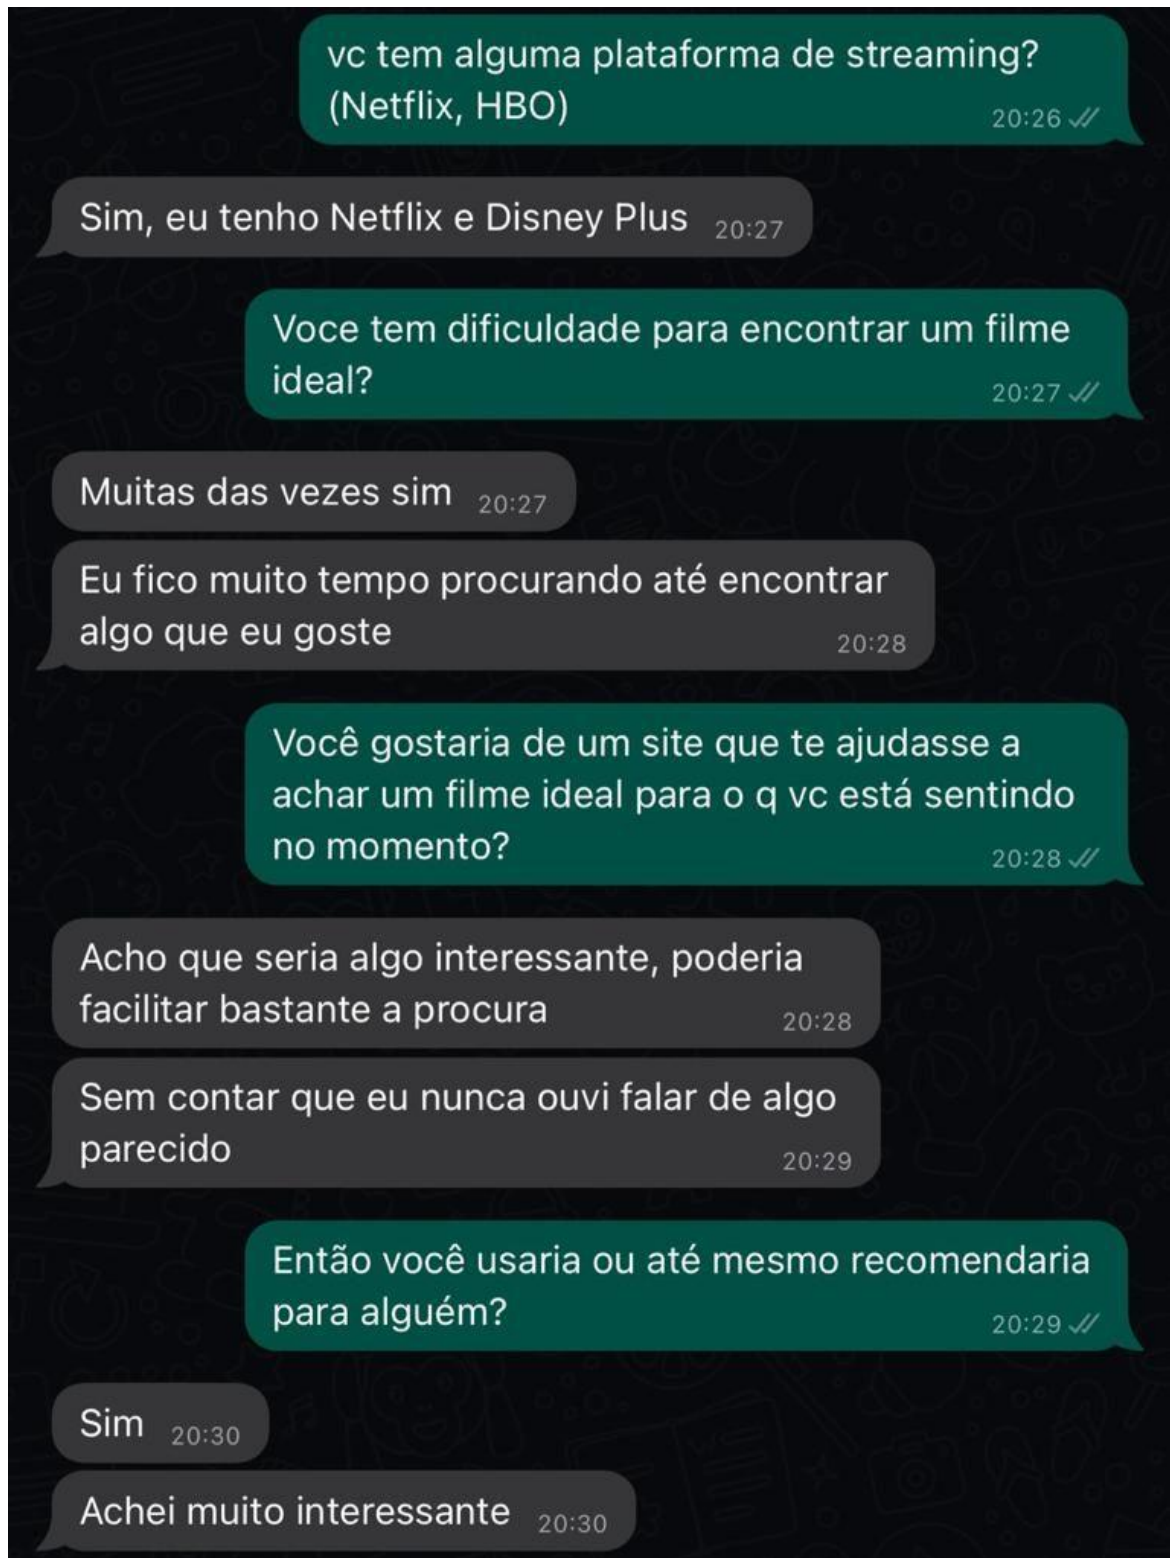 vc tem alguma plataforma de streaming?
(Netflix, HBO)
20:26
Sim, eu tenho Netflix e Disney Plus 20:27
Voce tem dificuldade para encontrar um filme
ideal?
20:27
Muitas das vezes sim 20:27
Eu fico muito tempo procurando até encontrar
algo que eu goste
20:28
Você gostaria de um site que te ajudasse a
achar um filme ideal para o q vc está sentindo
no momento?
20:28
Acho que seria algo interessante, poderia
facilitar bastante a procura
20:28
Sem contar que eu nunca ouvi falar de algo
parecido
20:29
Então você usaria ou até mesmo recomendaria
para alguém?
20:29
Sim 20:30
Achei muito interessante 20:30